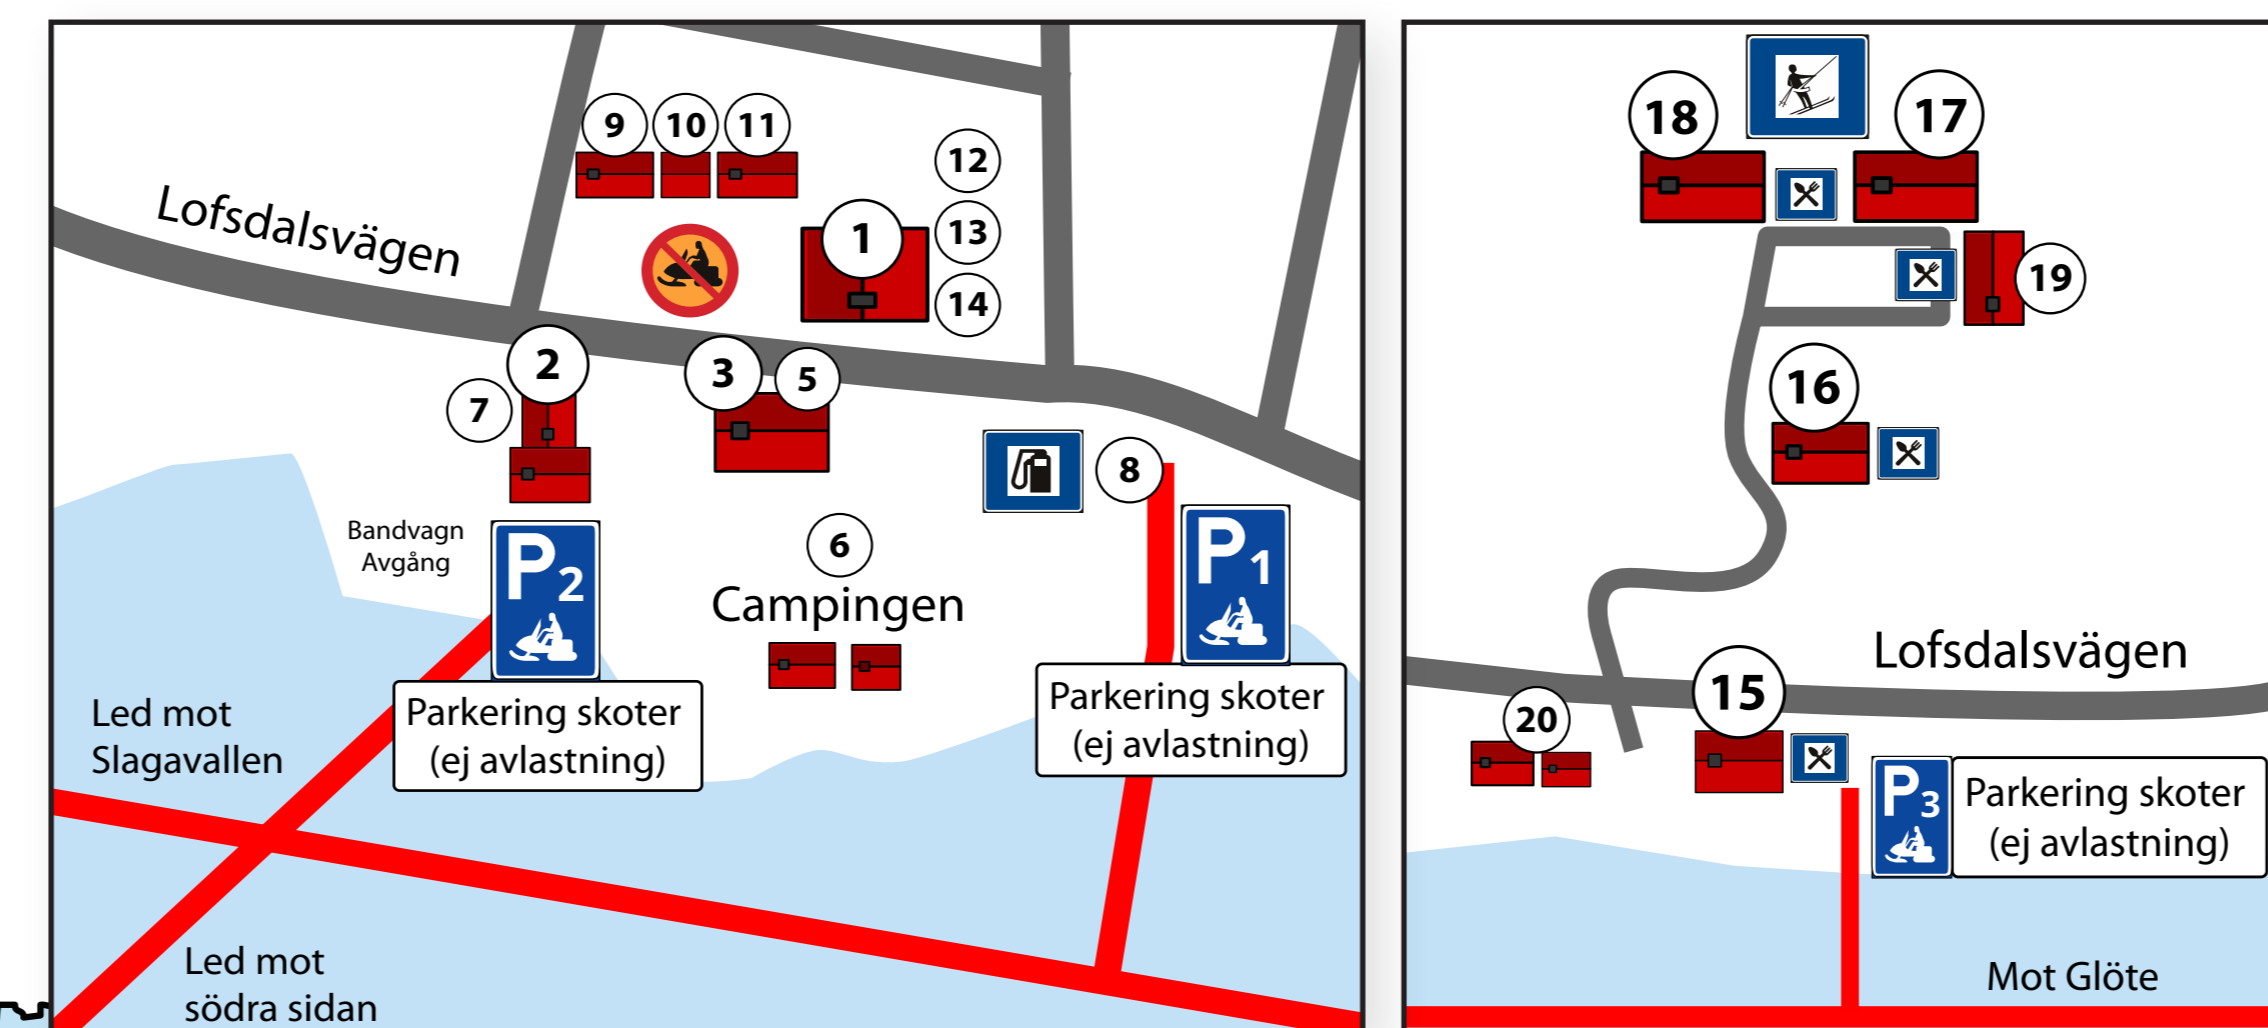 9 10 11
12
Lofsdalsvägen
1
13
14
2
3
5
7
8
6
Bandvagn
Avgång
P2
P1
Campingen
Parkering skoter
(ej avlastning)
Parkering skoter
(ej avlastning)
Led mot
Slagavallen
Led mot
södra sidan
18
17
19
16
Lofsdalsvägen
15
20
P3
Parkering skoter
(ej avlastning)
Mot Glöte